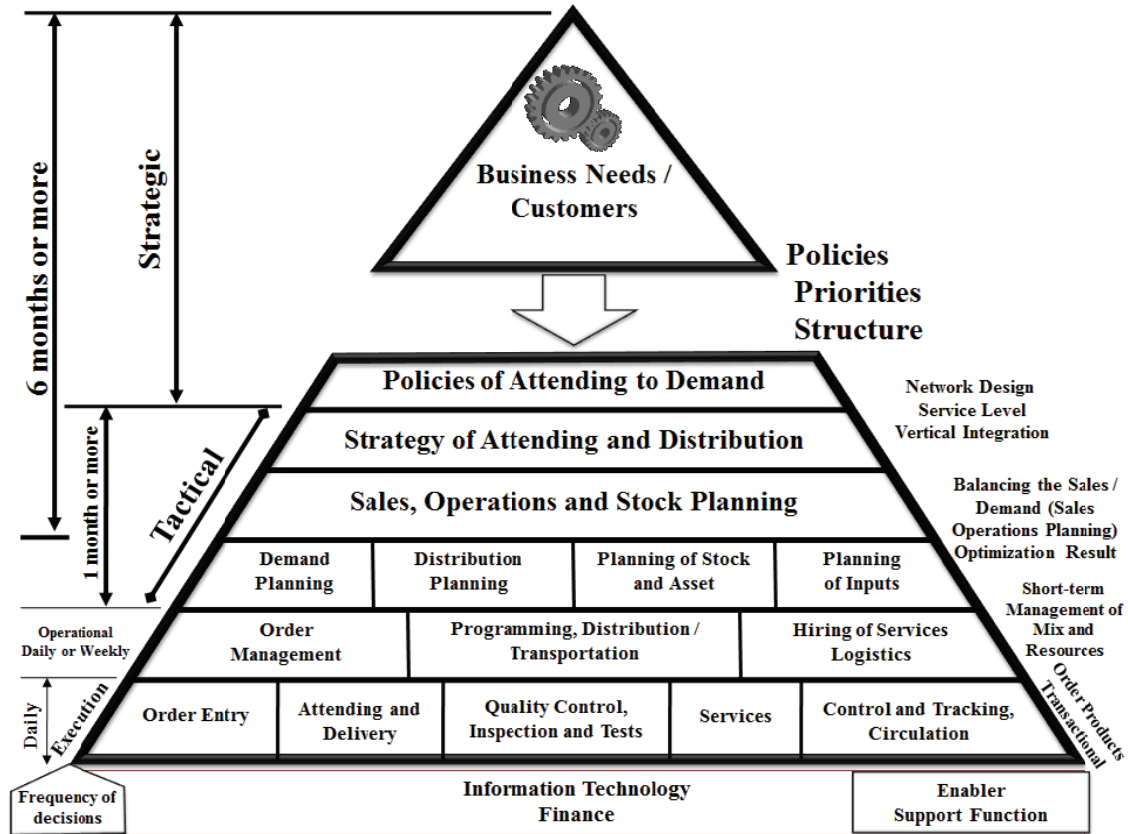 6 months or more
Strategic
Business Needs /
Customers
Policies
Priorities
Structure
Policies of Attending to Demand
Strategy of Attending and Distribution
Sales, Operations and Stock Planning
Network Design
Service Level
Vertical Integration
Balancing the Sales /
Demand (Sales
Operations Planning)
Optimization Result
1 month or more
Tactical
Demand
Planning
Distribution
Planning
Planning of Stock
and Asset
Planning
of Inputs
Short-term
Management of
Mix and
Resources
Operational
Daily or Weekly
Order
Management
Programming, Distribution /
Transportation
Hiring of Services
Logistics
Daily
Execution
Order Entry
Attending and
Delivery
Quality Control,
Inspection and Tests
Services
Control and Tracking,
Circulation
Order Products
Transactional
Frequency of
decisions
Information Technology
Finance
Enabler
Support Function